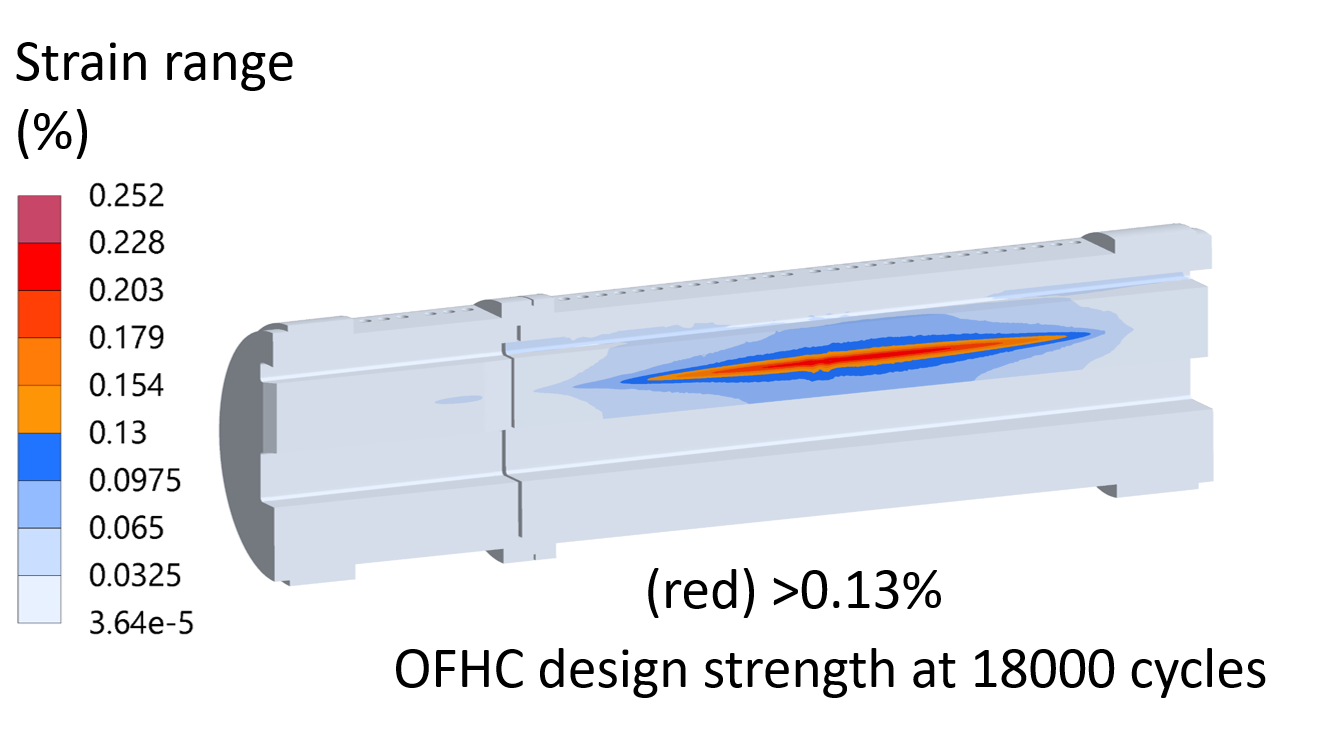 Strain range
(%)
0.252
0.228
0.203
0.179
0.154
0.13
0.0975
0.065
0.0325
3.64e-5
(red) >0.13%
OFHC design strength at 18000 cycles